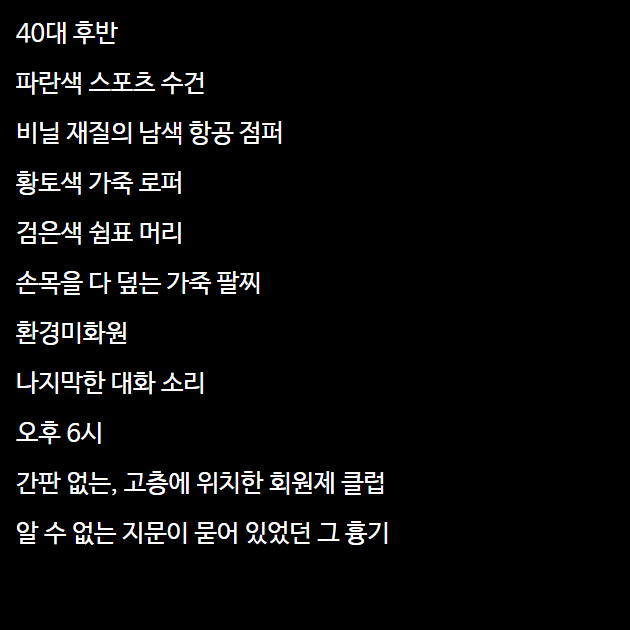 40대 후반
파란색 스포츠 수건
비닐 재질의 남색 항공 점퍼
황토색 가죽 로퍼
검은색 쉼표 머리
손목을 다 덮는 가죽 팔찌
환경미화원
나지막한 대화 소리
오후 6시
간판 없는, 고층에 위치한 회원제 클럽
알 수 없는 지문이 묻어 있었던 그 흉기